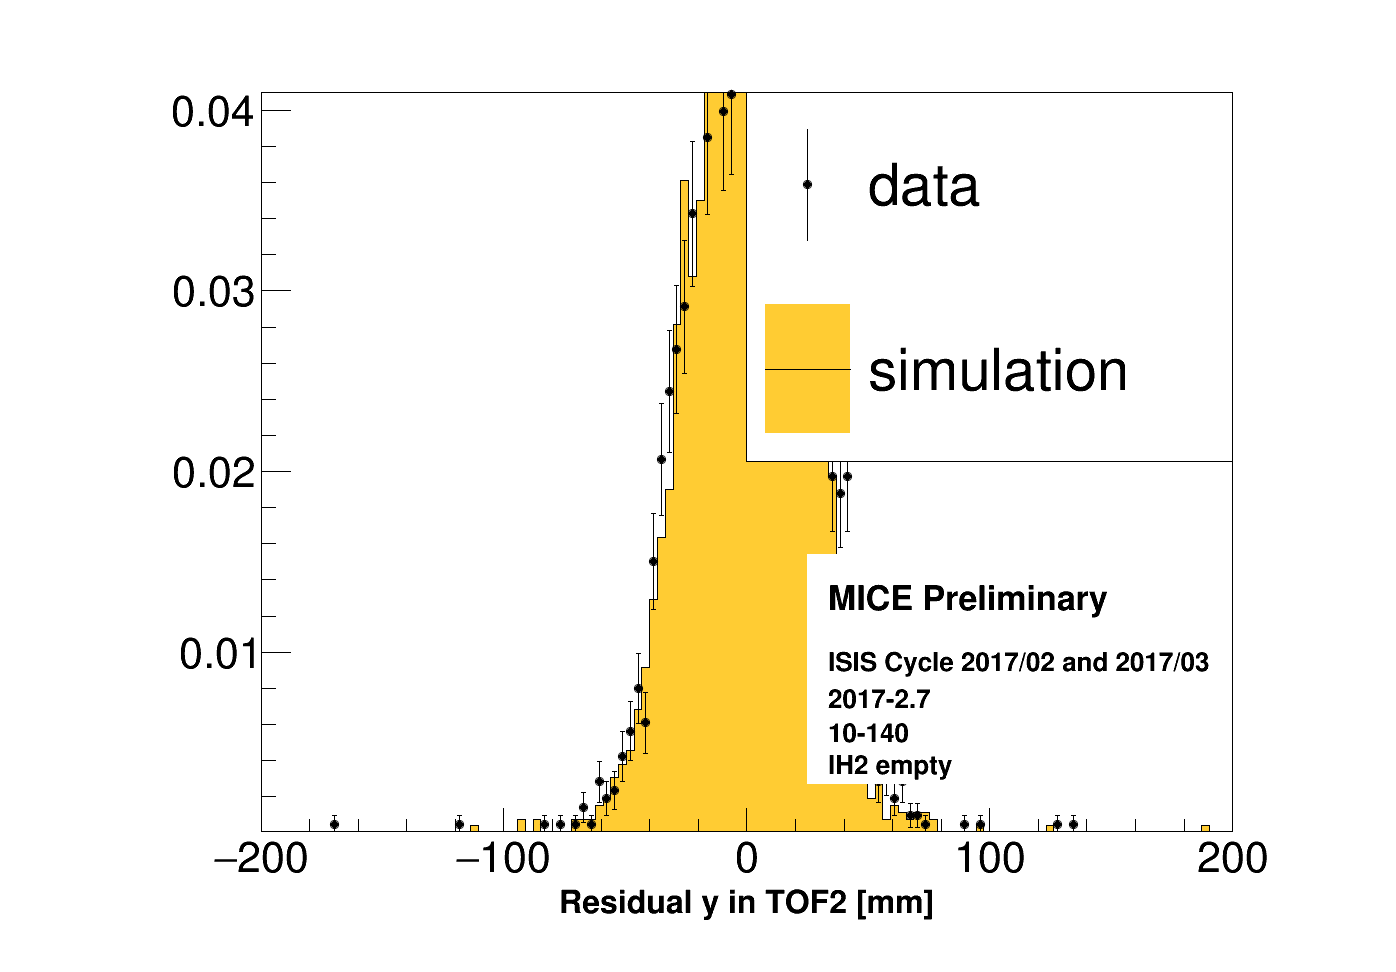 0.04
data
0.03
simulation
0.02
MICE Preliminary
0.01
ISIS Cycle 2017/02 and 2017/03
2017-2.7
10-140
IH2 empty
−200 −100 0 100 200
Residual y in TOF2 [mm]